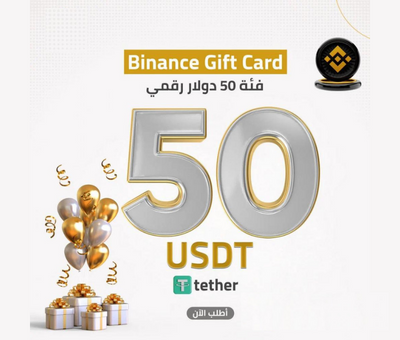 Binance Gift Card
فئة 50 دولار رقمي
50
USDT
tether
أطلب الآن